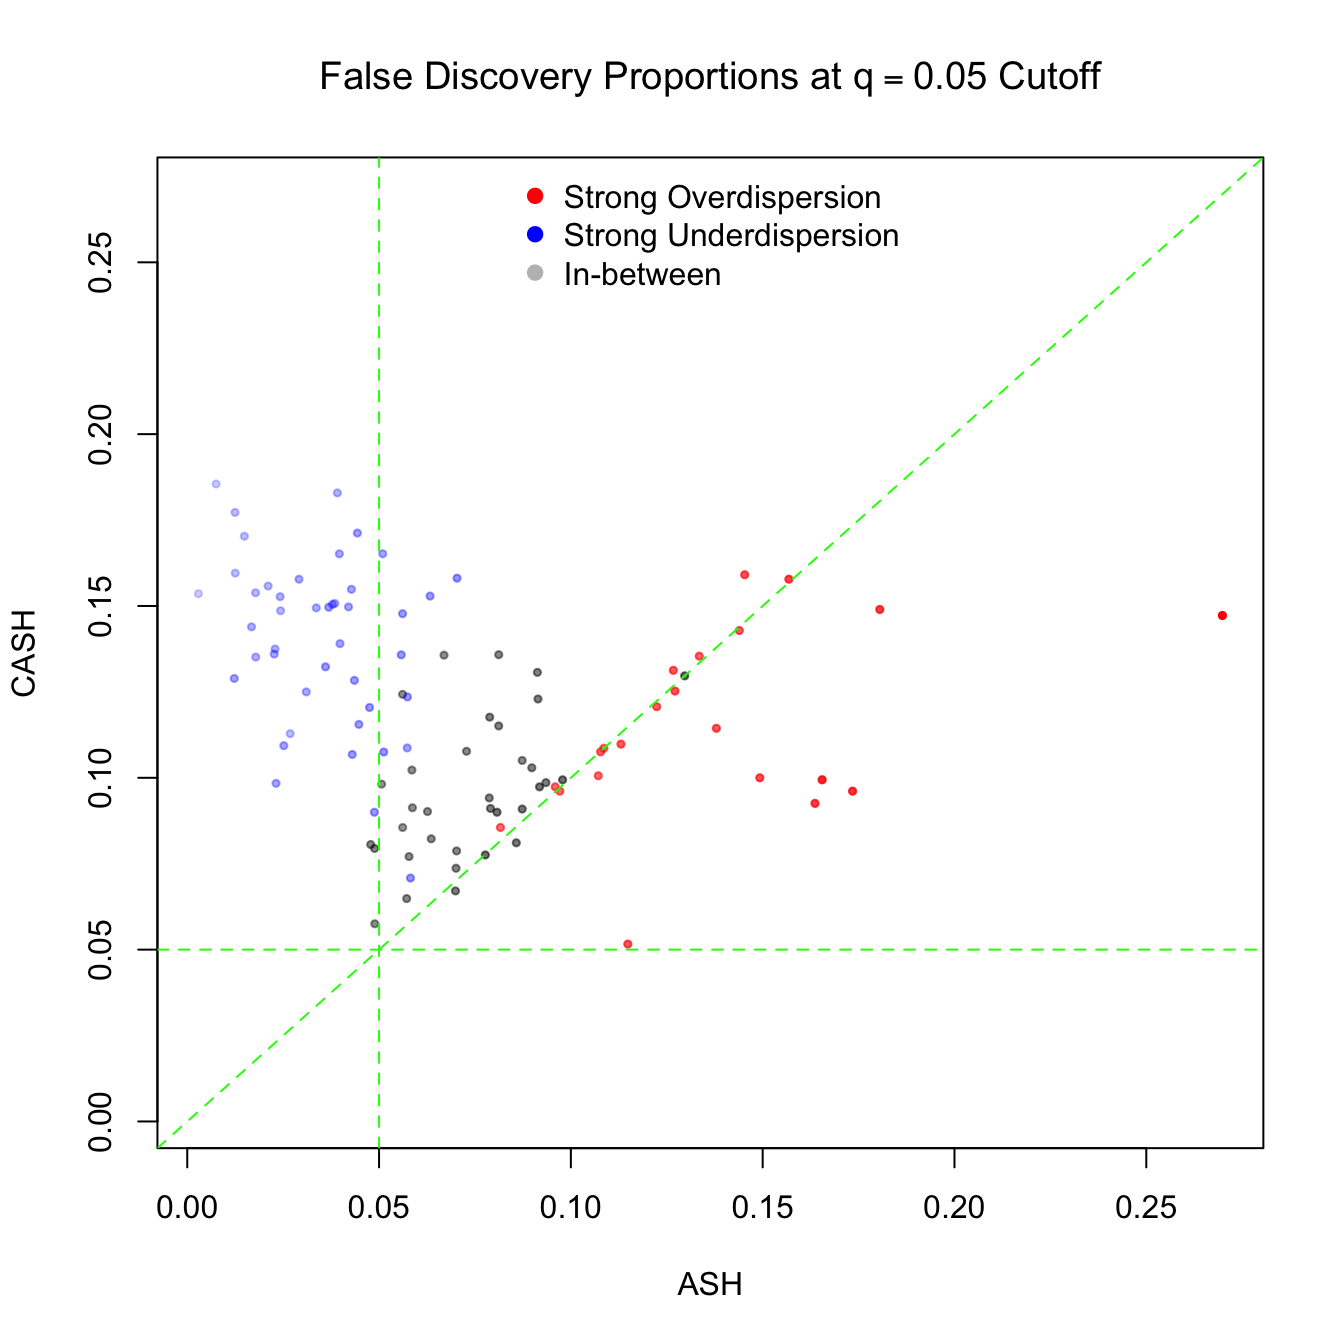 False Discovery Proportions at q = 0.05 Cutoff
Strong Overdispersion
Strong Underdispersion
In-between
CASH
0.25
0.20
0.15
0.10
0.05
0.00
0.00 0.05 0.10 0.15 0.20 0.25
ASH